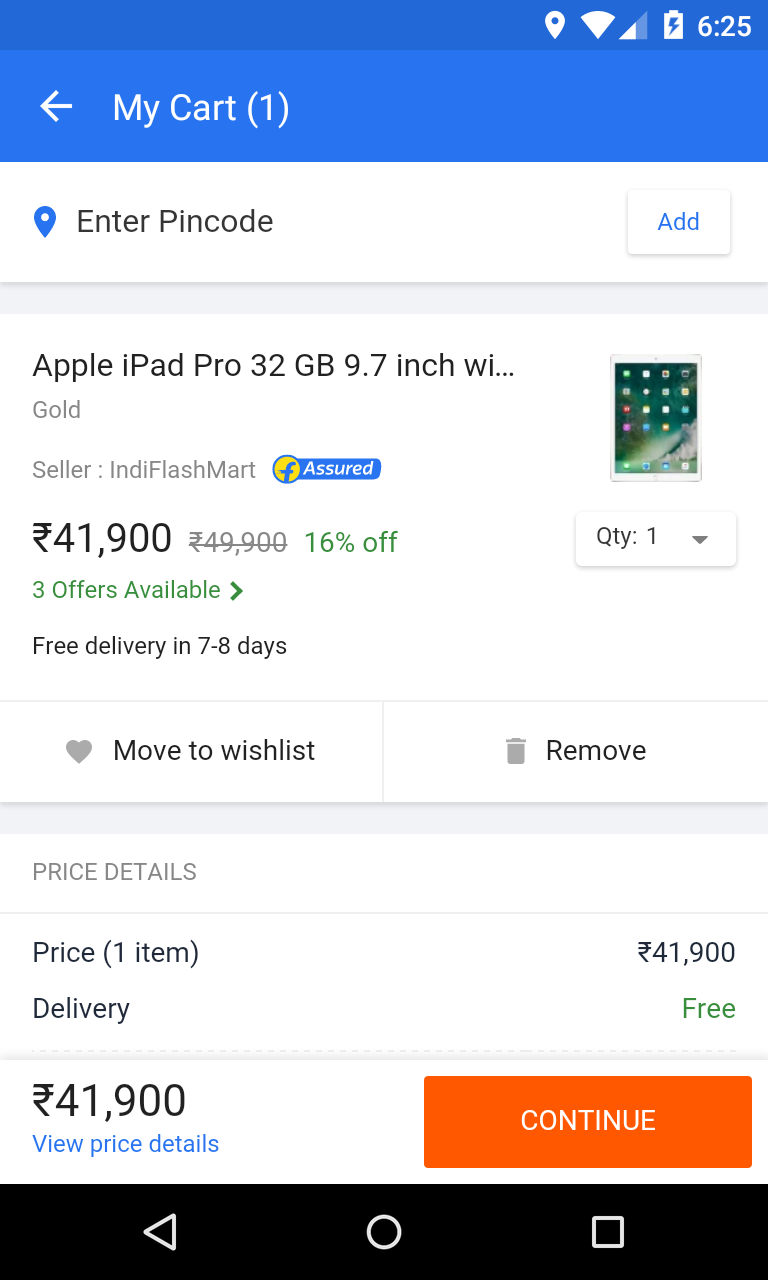 6:25
My Cart (1)
Enter Pincode
Add
Apple iPad Pro 32 GB 9.7 inch wi...
Gold
Seller : IndiFlashMart Assured
₹41,900 ₹49,900 16% off
Qty: 1
3 Offers Available
Free delivery in 7-8 days
Move to wishlist
Remove
PRICE DETAILS
Price (1 item) ₹41,900
Delivery Free
₹41,900
View price details
CONTINUE